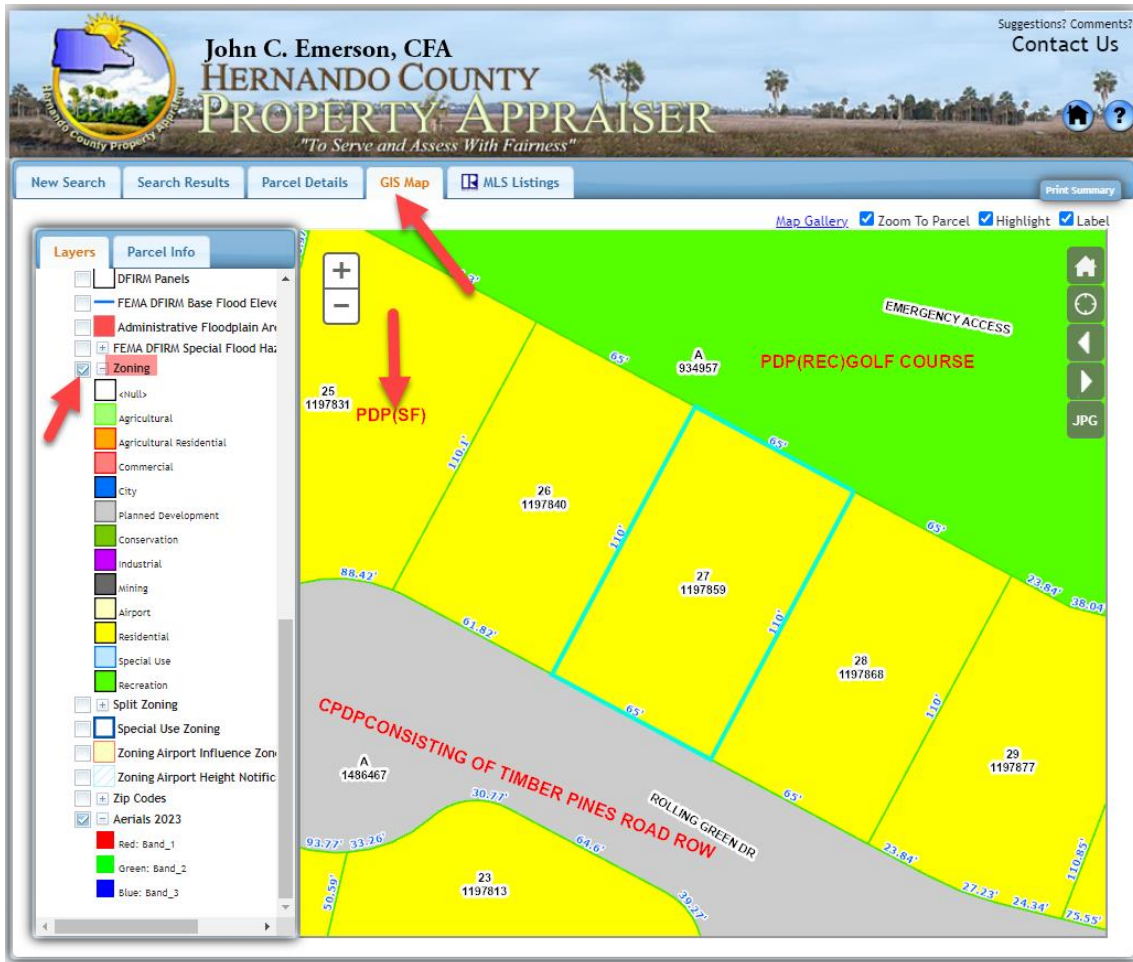 Suggestions? Comments?
Contact Us
John C. Emerson, CFA
HERNANDO COUNTY
PROPERTY APPRAISER
"To Serve and Assess With Fairness"
Hernando County Property Appraiser
?
New Search
Search Results
Parcel Details
GIS Map
MLS Listings
Print Summary
Map Gallery
Zoom To Parcel
Highlight
Label
Layers
Parcel Info
DFIRM Panels
FEMA DFIRM Base Flood Eleve
Administrative Floodplain Are
FEMA DFIRM Special Flood Haz
Zoning
<Null>
Agricultural
Agricultural Residential
Commercial
City
Planned Development
Conservation
Industrial
Mining
Airport
Residential
Special Use
Recreation
Split Zoning
Special Use Zoning
Zoning Airport Influence Zon
Zoning Airport Height Notific
Zip Codes
Aerials 2023
Red: Band_1
Green: Band_2
Blue: Band_3
+
−
JPG
EMERGENCY ACCESS
A
934957
PDP(REC)GOLF COURSE
65'
25
1197831
PDP(SF)
110.1'
65'
26
1197840
110'
65'
27
1197859
23.84'
38.04
88.42'
61.82'
110'
28
1197868
110'
65'
29
1197877
CPDPCONSISTING OF TIMBER PINES ROAD ROW
A
1486467
ROLLING GREEN DR
30.77'
65'
93.77'
33.26'
64.6'
23.84'
110.85'
50.59'
23
1197813
39.27'
27.23'
24.34'
75.55'